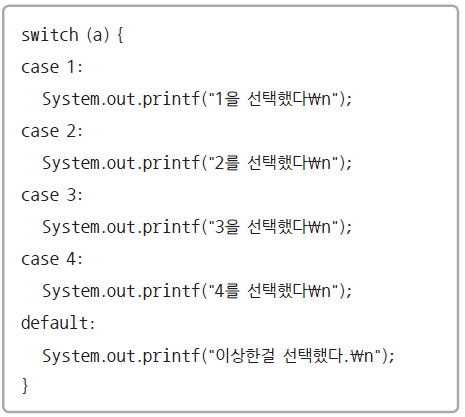 switch (a) {
case 1:
System.out.printf("1을 선택했다₩n");
case 2:
System.out.printf("2를 선택했다₩n");
case 3:
System.out.printf("3을 선택했다₩n");
case 4:
System.out.printf("4를 선택했다₩n");
default:
System.out.printf("이상한걸 선택했다.₩n");
}